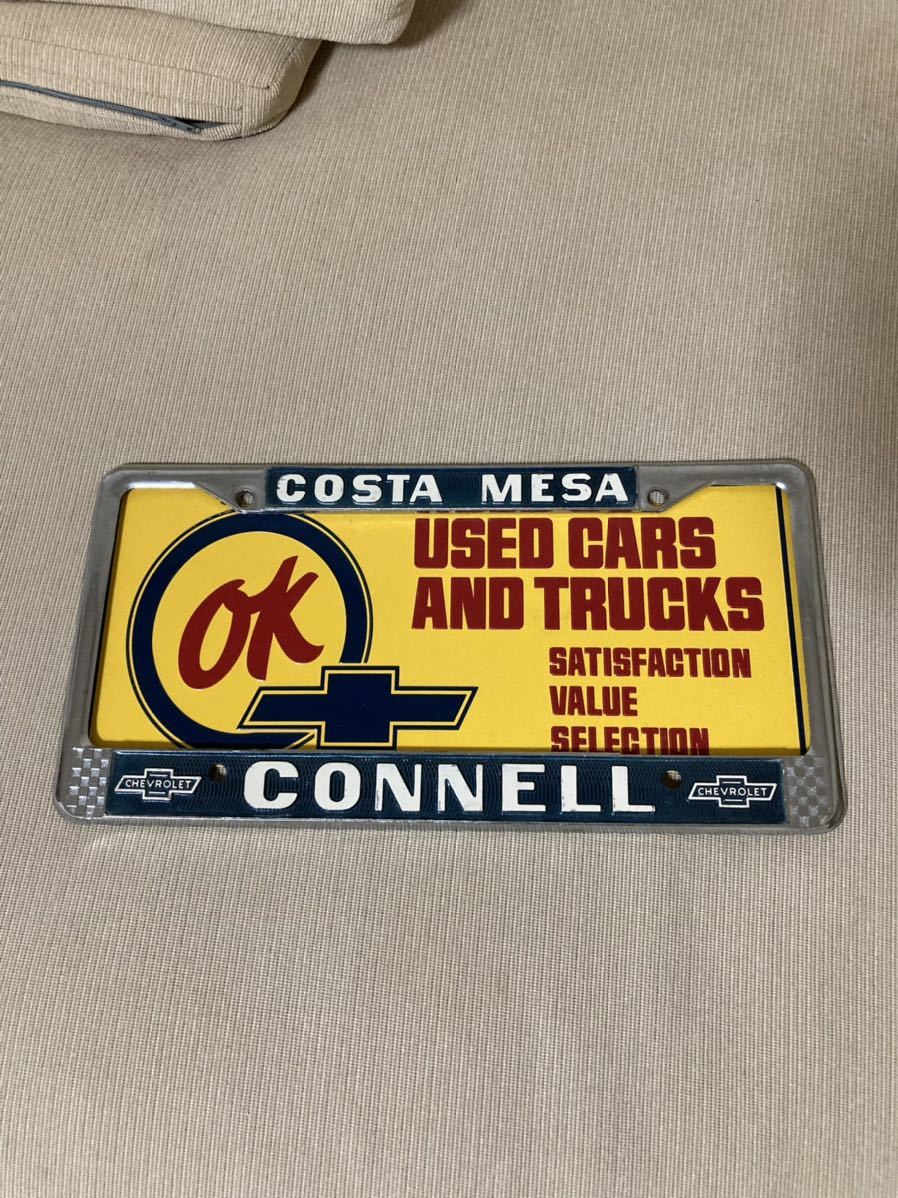 COSTA MESA
USED CARS
AND TRUCKS
OK
SATISFACTION
VALUE
SELECTION
CHEVROLET CONNELL CHEVROLET